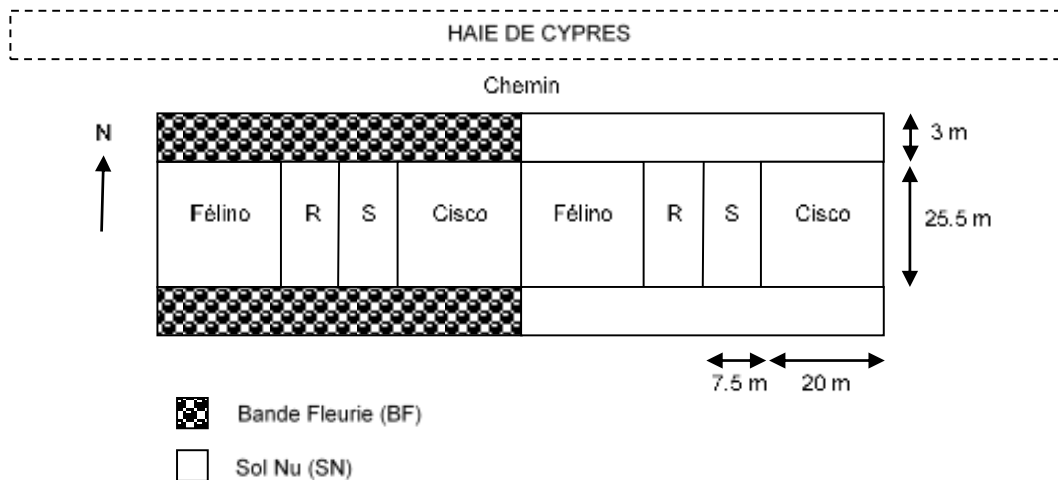 HAIE DE CYPRES
Chemin
N
3 m
Félino R S Cisco Félino R S Cisco
25.5 m
7.5 m 20 m
Bande Fleurie (BF)
Sol Nu (SN)